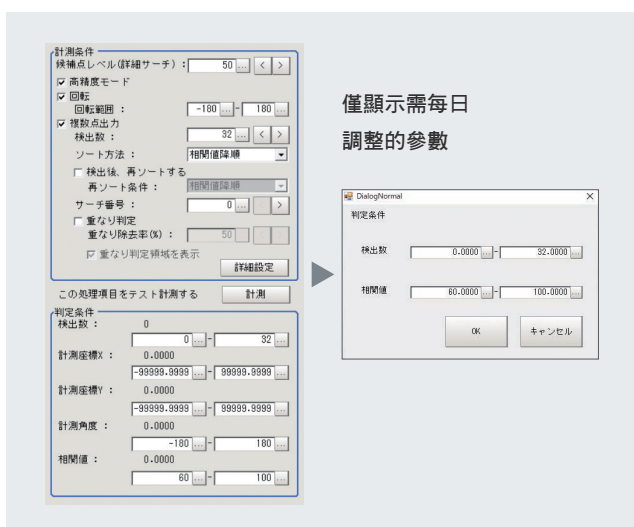 計測条件
候補点レベル(詳細サーチ): 50 ... < >
高精度モード
回転
回転範囲: -180 ...- 180 ...
複数点出力
検出数: 32 ... < >
ソート方法: 相関値降順
検出後、再ソートする
再ソート条件: 相関値降順
サーチ番号: 0 ... < >
重なり判定
重なり除去率(%): 50 ... < >
重なり判定領域を表示
詳細設定
この処理項目をテスト計測する 計測
判定条件
検出数: 0
0 ...- 32 ...
計測座標X: 0.0000
-99999.9999 ...- 99999.9999 ...
計測座標Y: 0.0000
-99999.9999 ...- 99999.9999 ...
計測角度: 0.0000
-180 ...- 180 ...
相関値: 0.0000
60 ...- 100 ...
僅顯示需每日
調整的參數
DialogNormal ×
判定条件
検出数 0.0000 ...- 32.0000 ...
相関値 60.0000 ...- 100.0000 ...
OK キャンセル